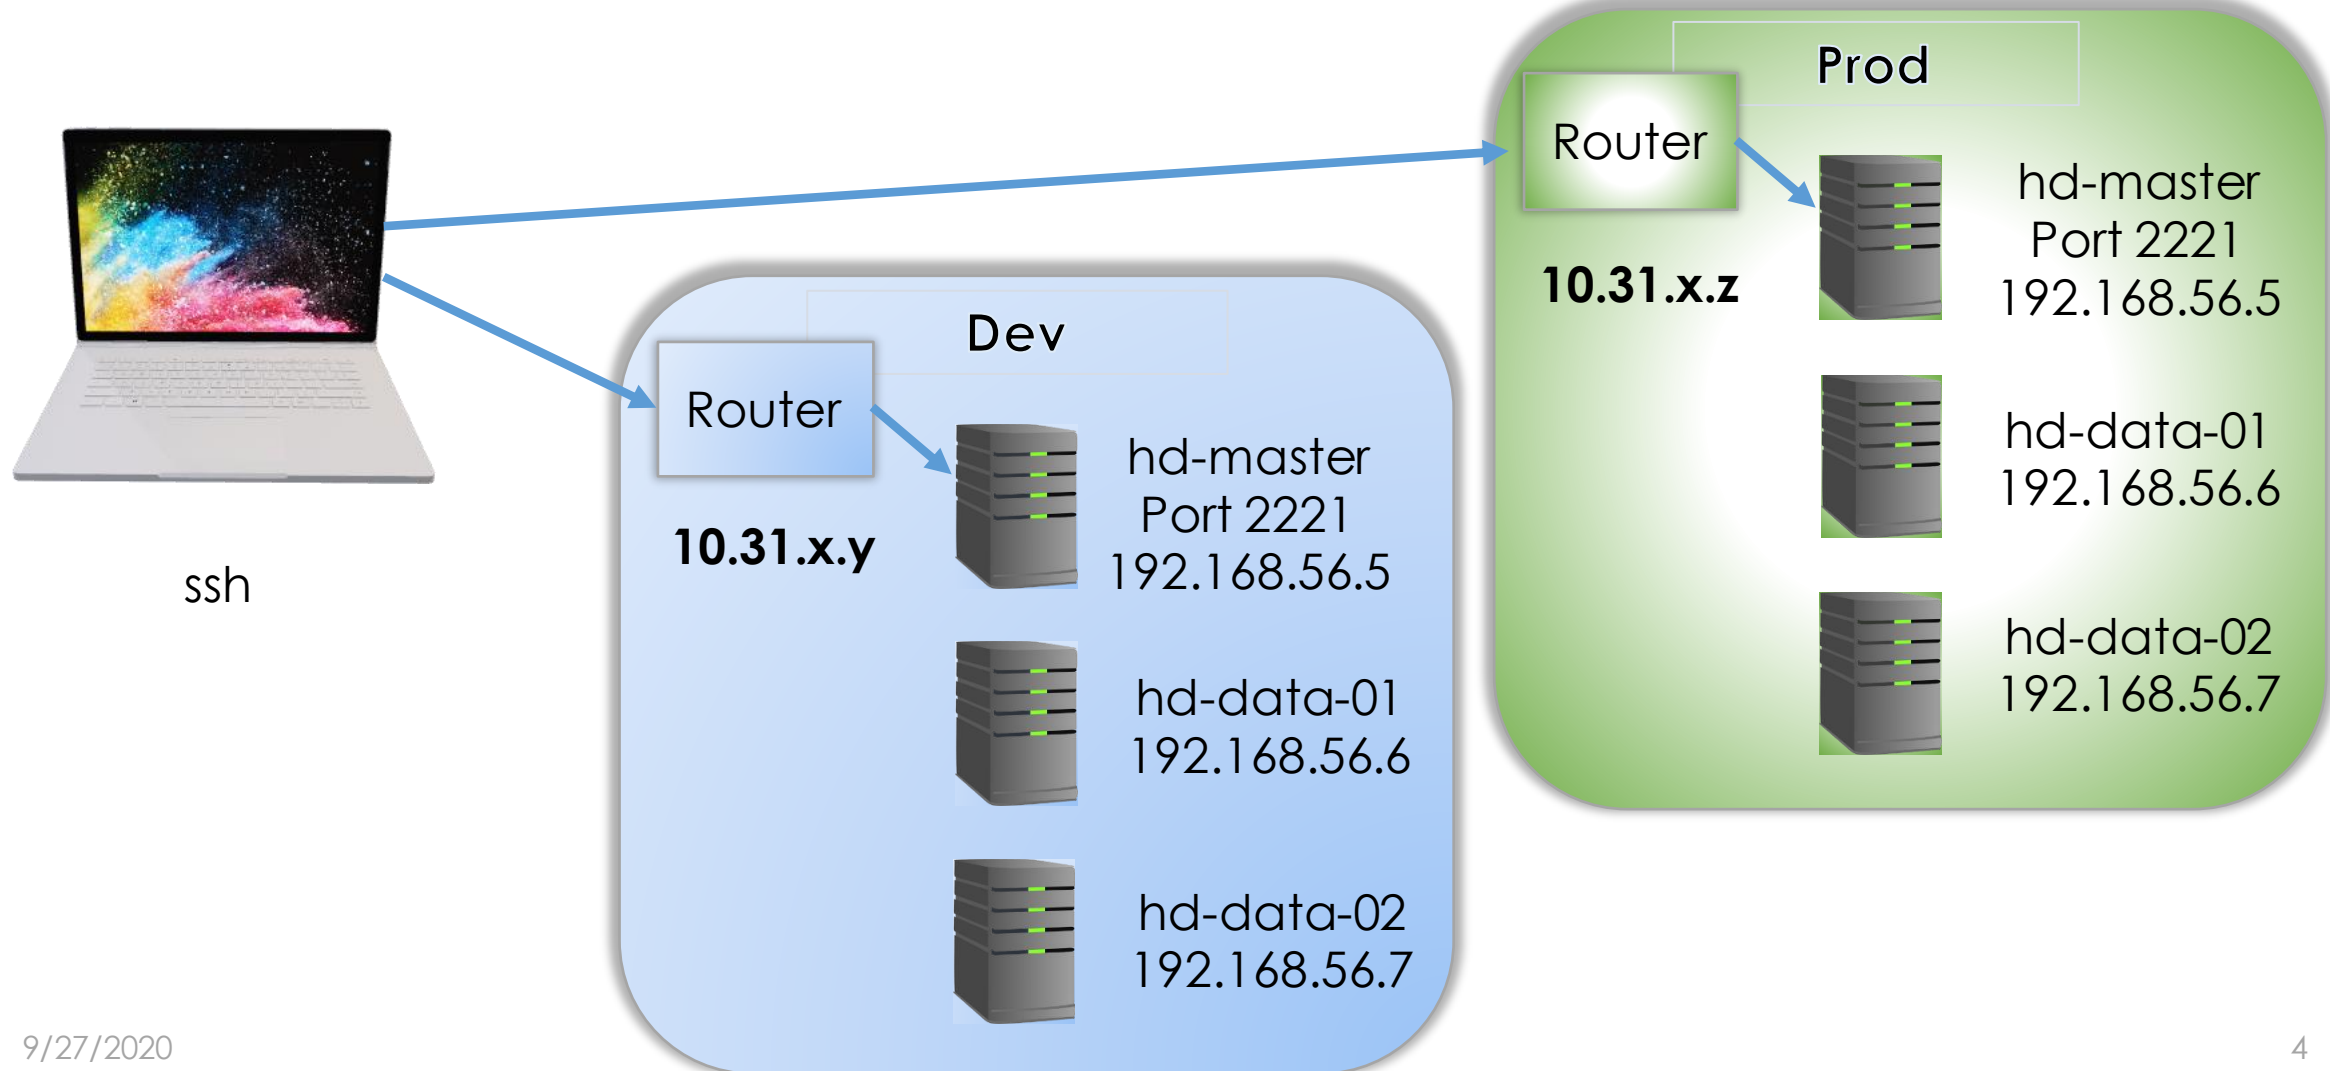 Prod
Router
hd-master
Port 2221
192.168.56.5
10.31.x.z
hd-data-01
192.168.56.6
hd-data-02
192.168.56.7
Dev
Router
hd-master
Port 2221
192.168.56.5
10.31.x.y
hd-data-01
192.168.56.6
hd-data-02
192.168.56.7
ssh
9/27/2020
4